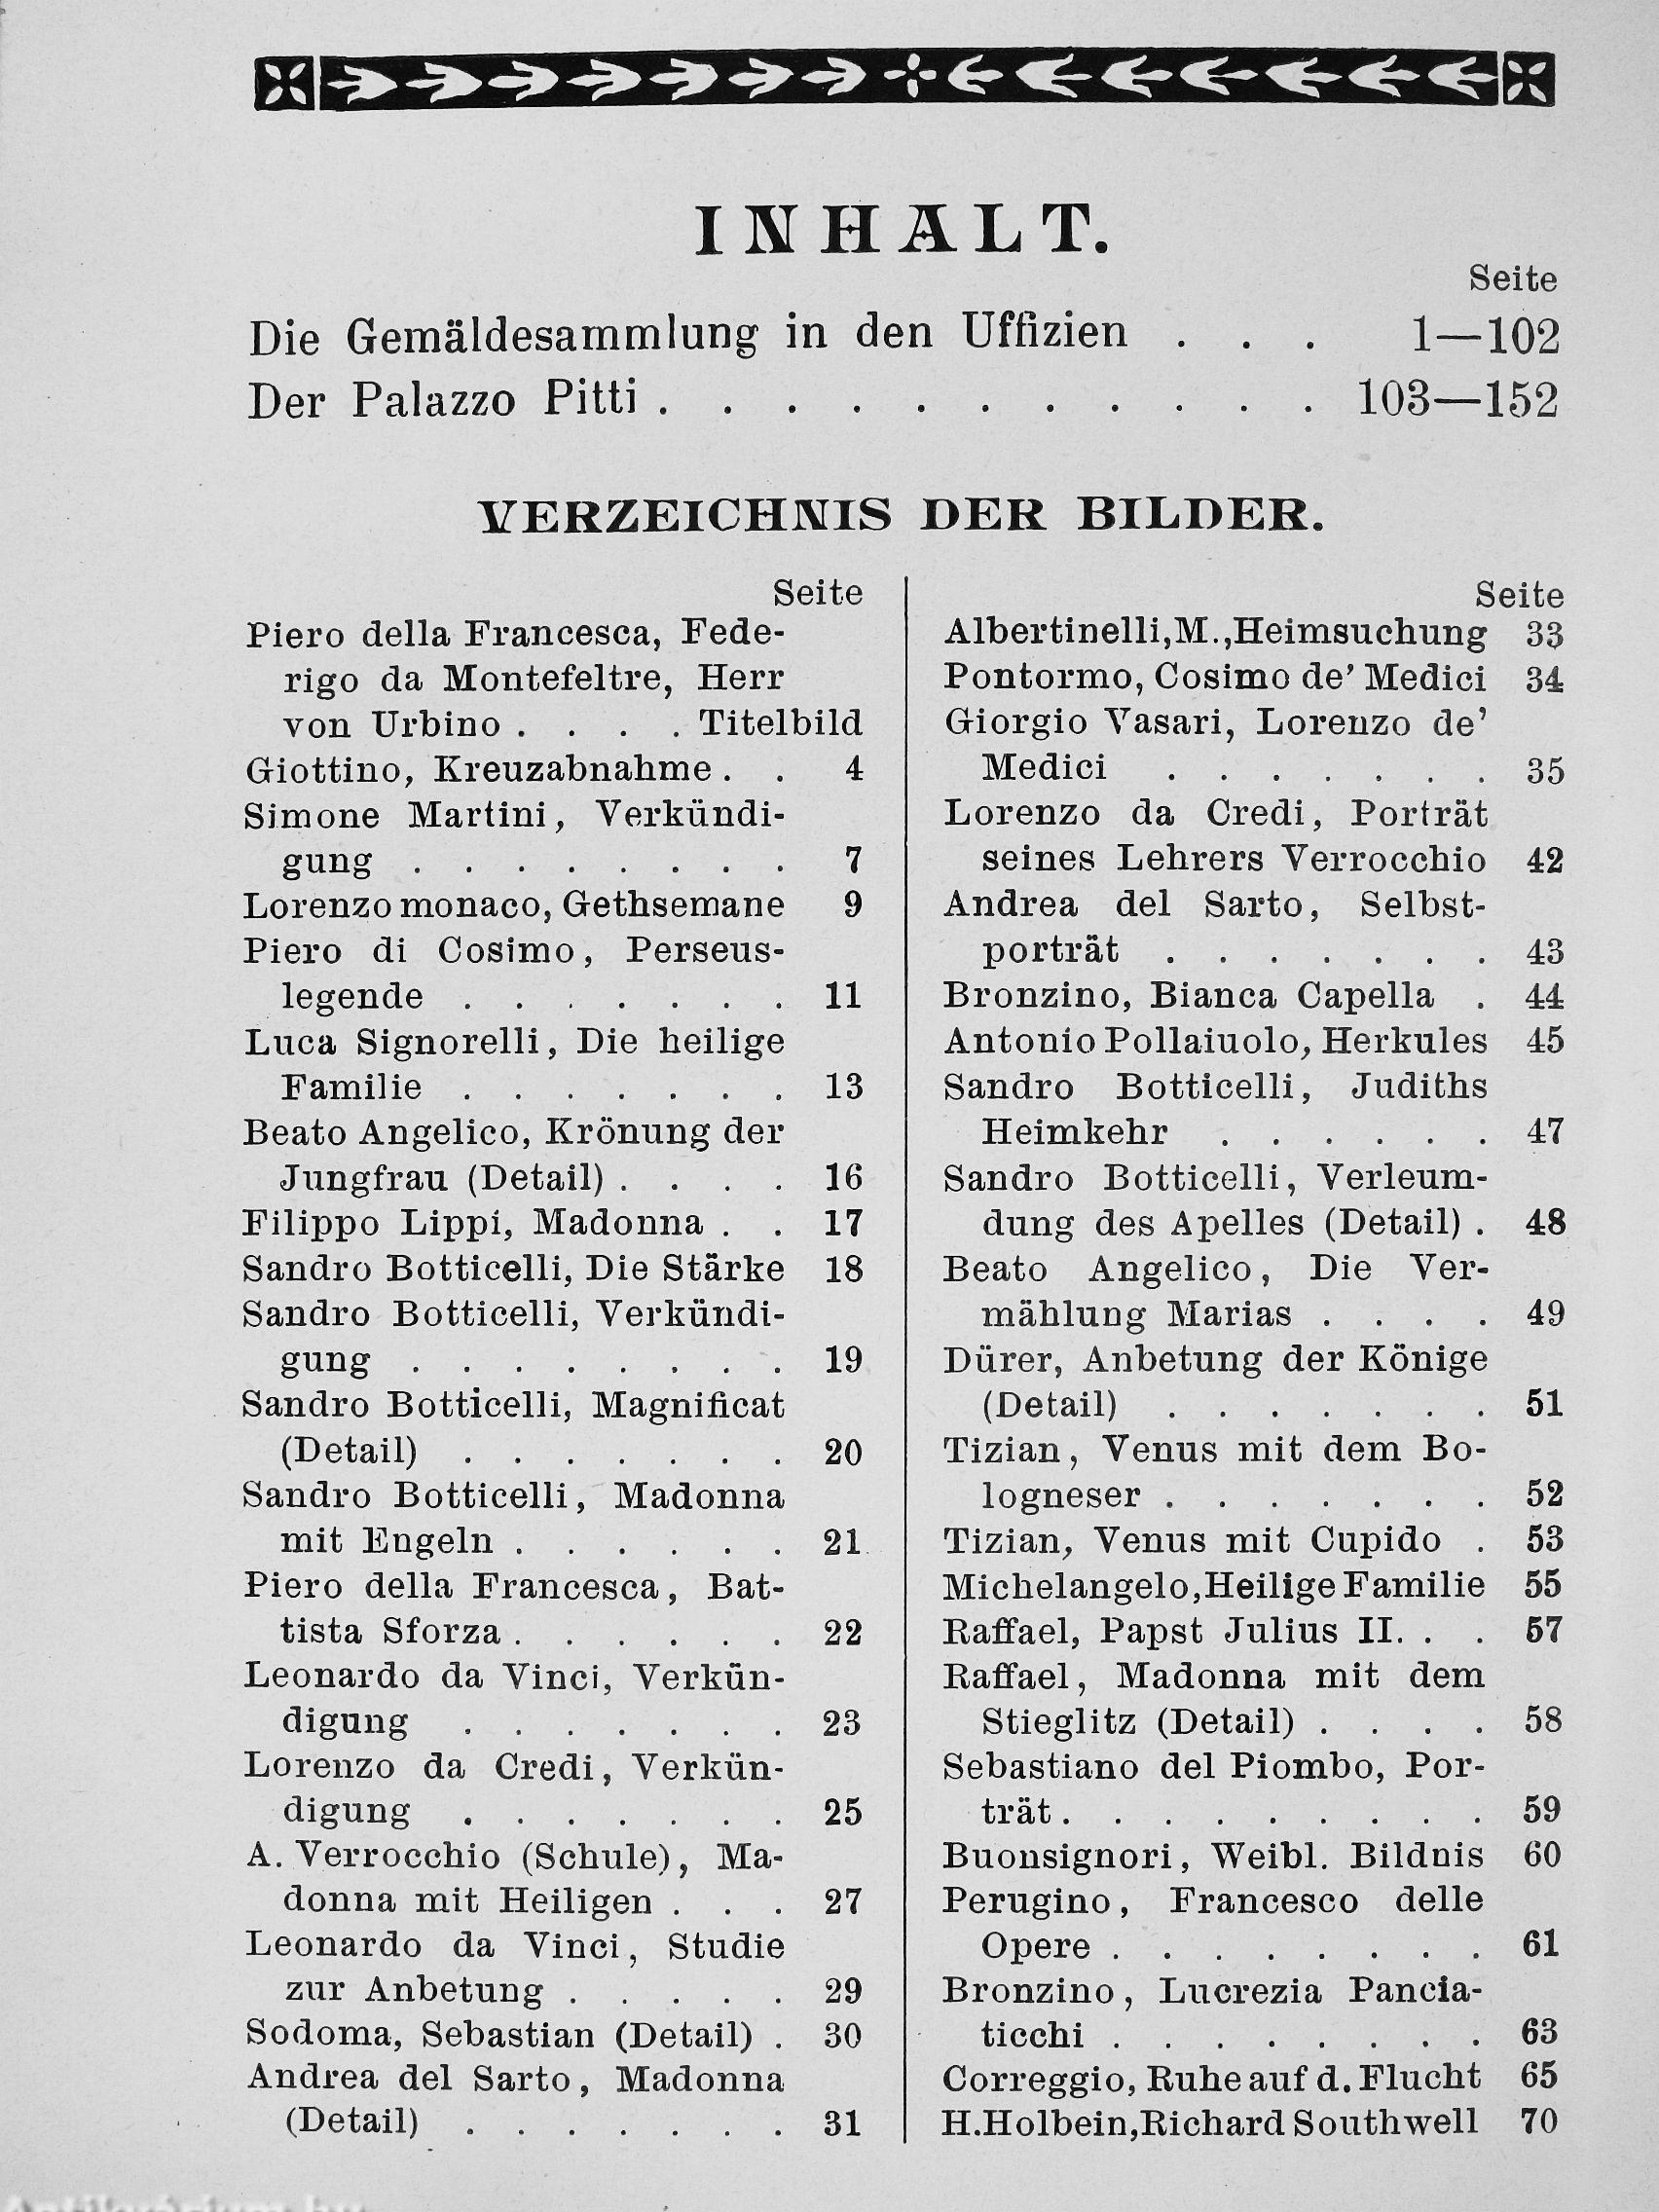 INHALT.
Seite
Die Gemäldesammlung in den Uffizien . . . 1—102
Der Palazzo Pitti . . . . . . . . . . . 103—152
VERZEICHNIS DER BILDER.
Seite
Piero della Francesca, Fede-
rigo da Montefeltre, Herr
von Urbino . . . . Titelbild
Giottino, Kreuzabnahme . . 4
Simone Martini, Verkündi-
gung . . . . . . . . 7
Lorenzo monaco, Gethsemane 9
Piero di Cosimo, Perseus-
legende . . . . . . . 11
Luca Signorelli, Die heilige
Familie . . . . . . . 13
Beato Angelico, Krönung der
Jungfrau (Detail) . . . . 16
Filippo Lippi, Madonna . . 17
Sandro Botticelli, Die Stärke 18
Sandro Botticelli, Verkündi-
gung . . . . . . . . 19
Sandro Botticelli, Magnificat
(Detail) . . . . . . . 20
Sandro Botticelli, Madonna
mit Engeln . . . . . . 21
Piero della Francesca, Bat-
tista Sforza . . . . . . 22
Leonardo da Vinci, Verkün-
digung . . . . . . . 23
Lorenzo da Credi, Verkün-
digung . . . . . . . 25
A. Verrocchio (Schule), Ma-
donna mit Heiligen . . . 27
Leonardo da Vinci, Studie
zur Anbetung . . . . . 29
Sodoma, Sebastian (Detail) . 30
Andrea del Sarto, Madonna
(Detail) . . . . . . . 31
Seite
Albertinelli, M., Heimsuchung 33
Pontormo, Cosimo de' Medici 34
Giorgio Vasari, Lorenzo de'
Medici . . . . . . . 35
Lorenzo da Credi, Porträt
seines Lehrers Verrocchio 42
Andrea del Sarto, Selbst-
porträt . . . . . . . 43
Bronzino, Bianca Capella . 44
Antonio Pollaiuolo, Herkules 45
Sandro Botticelli, Judiths
Heimkehr . . . . . . 47
Sandro Botticelli, Verleum-
dung des Apelles (Detail) . 48
Beato Angelico, Die Ver-
mählung Marias . . . . 49
Dürer, Anbetung der Könige
(Detail) . . . . . . . 51
Tizian, Venus mit dem Bo-
logneser . . . . . . . 52
Tizian, Venus mit Cupido . 53
Michelangelo, Heilige Familie 55
Raffael, Papst Julius II. . . 57
Raffael, Madonna mit dem
Stieglitz (Detail) . . . . 58
Sebastiano del Piombo, Por-
trät . . . . . . . . . 59
Buonsignori, Weibl. Bildnis 60
Perugino, Francesco delle
Opere . . . . . . . . 61
Bronzino, Lucrezia Pancia-
ticchi . . . . . . . . 63
Correggio, Ruhe auf d. Flucht 65
H. Holbein, Richard Southwell 70